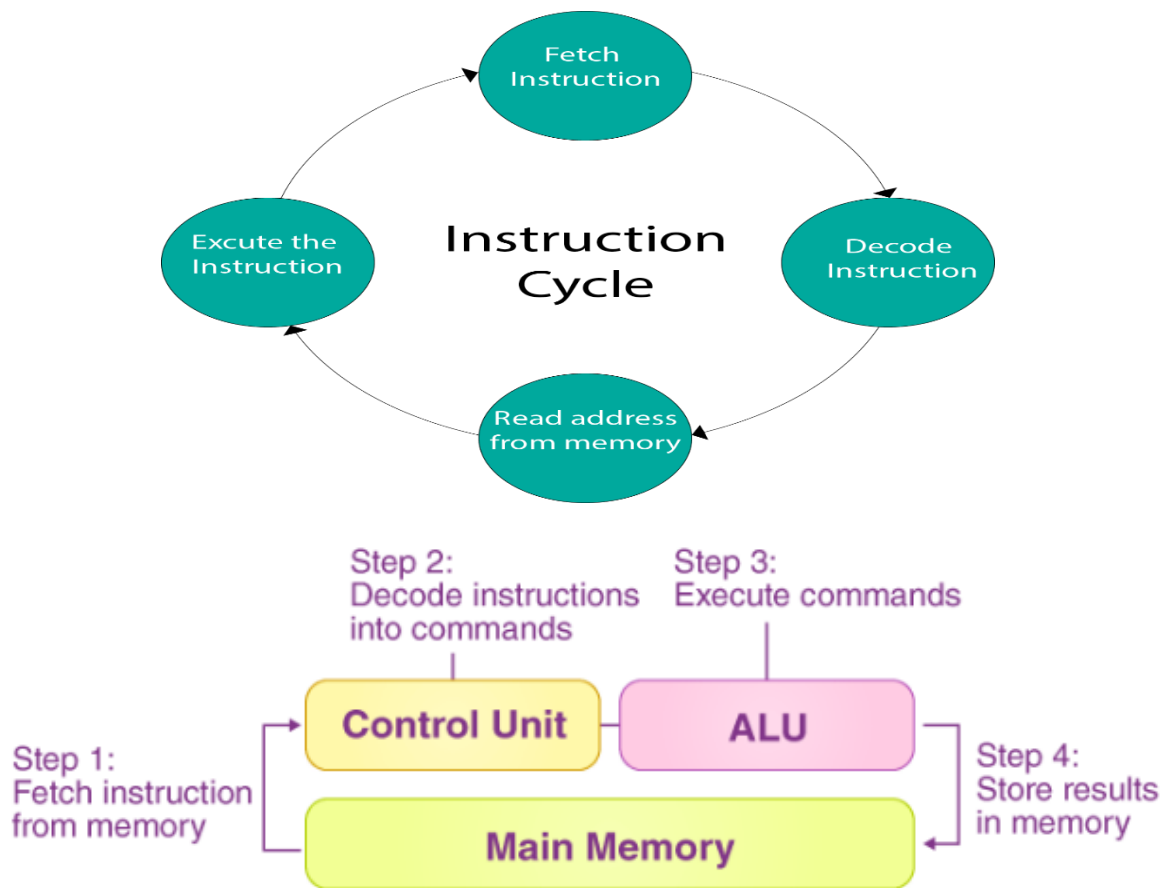 Fetch
Instruction
Excute the
Instruction
Instruction
Cycle
Decode
Instruction
Read address
from memory
Step 2:
Decode instructions
into commands
Step 3:
Execute commands
Control Unit
ALU
Step 1:
Fetch instruction
from memory
Step 4:
Store results
in memory
Main Memory